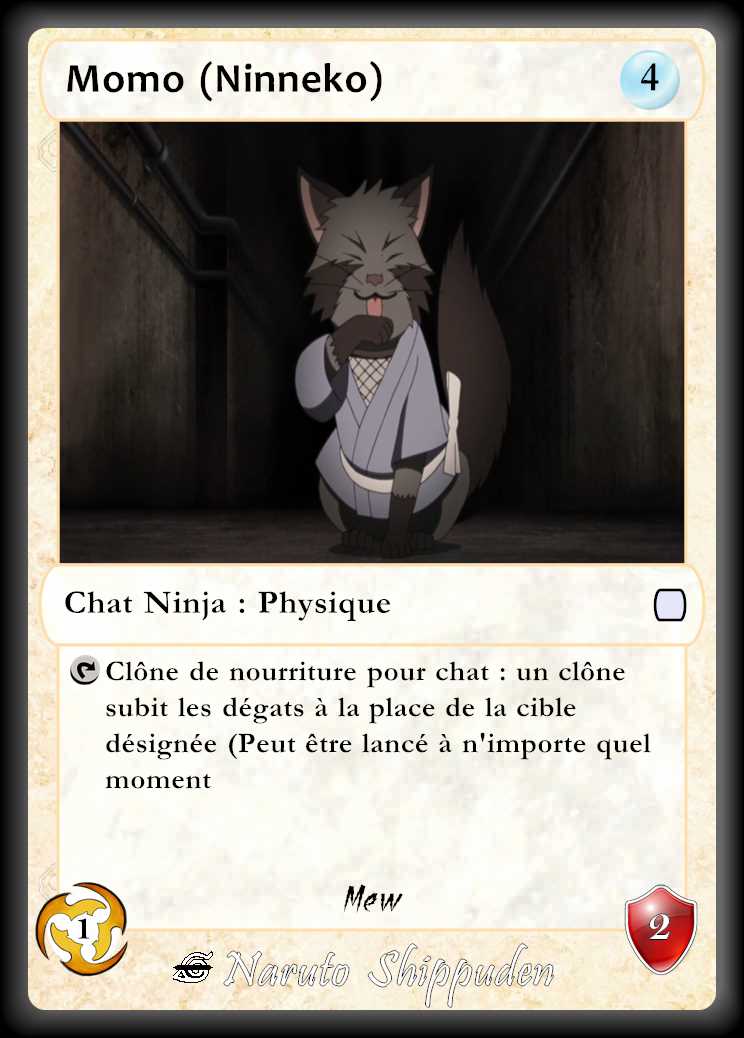 Momo (Ninneko)
4
Chat Ninja : Physique
Clône de nourriture pour chat : un clône
subit les dégats à la place de la cible
désignée (Peut être lancé à n'importe quel
moment
Mew
1
2
Naruto Shippuden